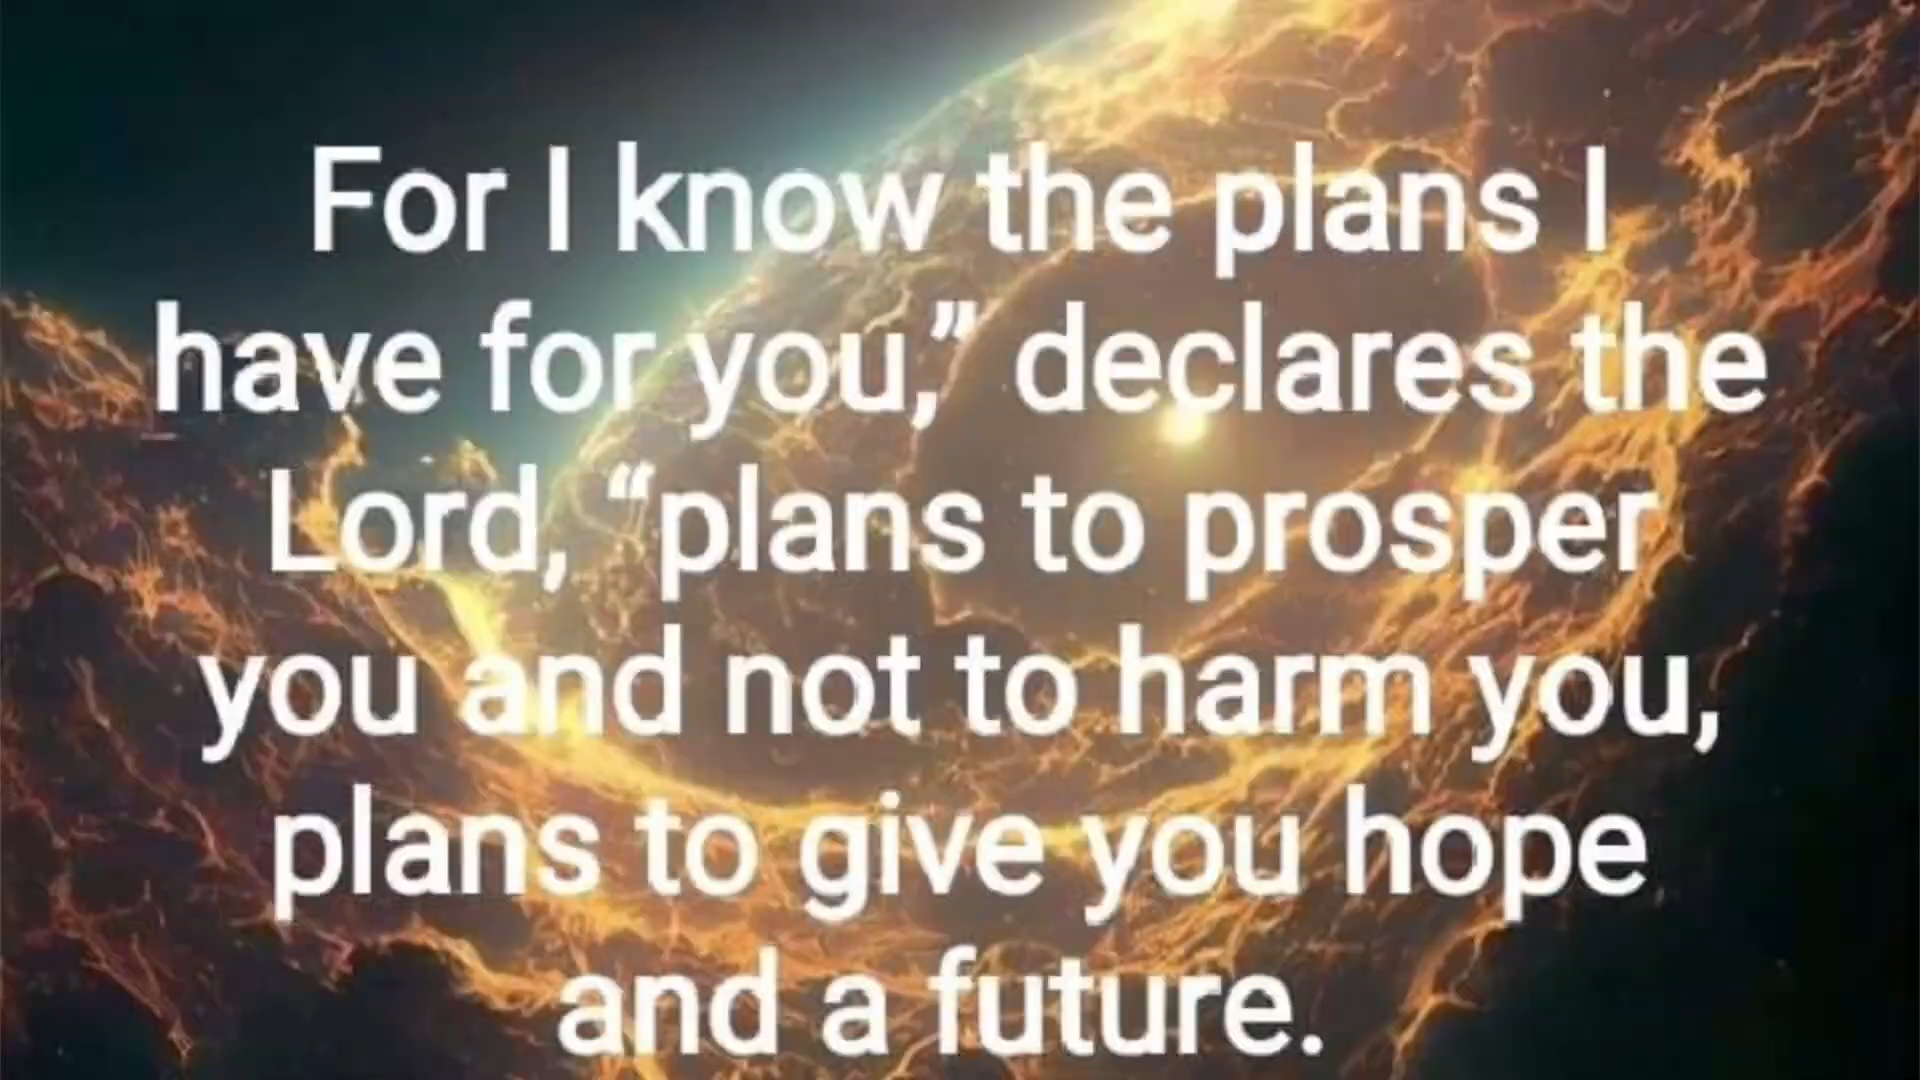 For I know the plans I
have for you,” declares the
Lord, “plans to prosper
you and not to harm you,
plans to give you hope
and a future.